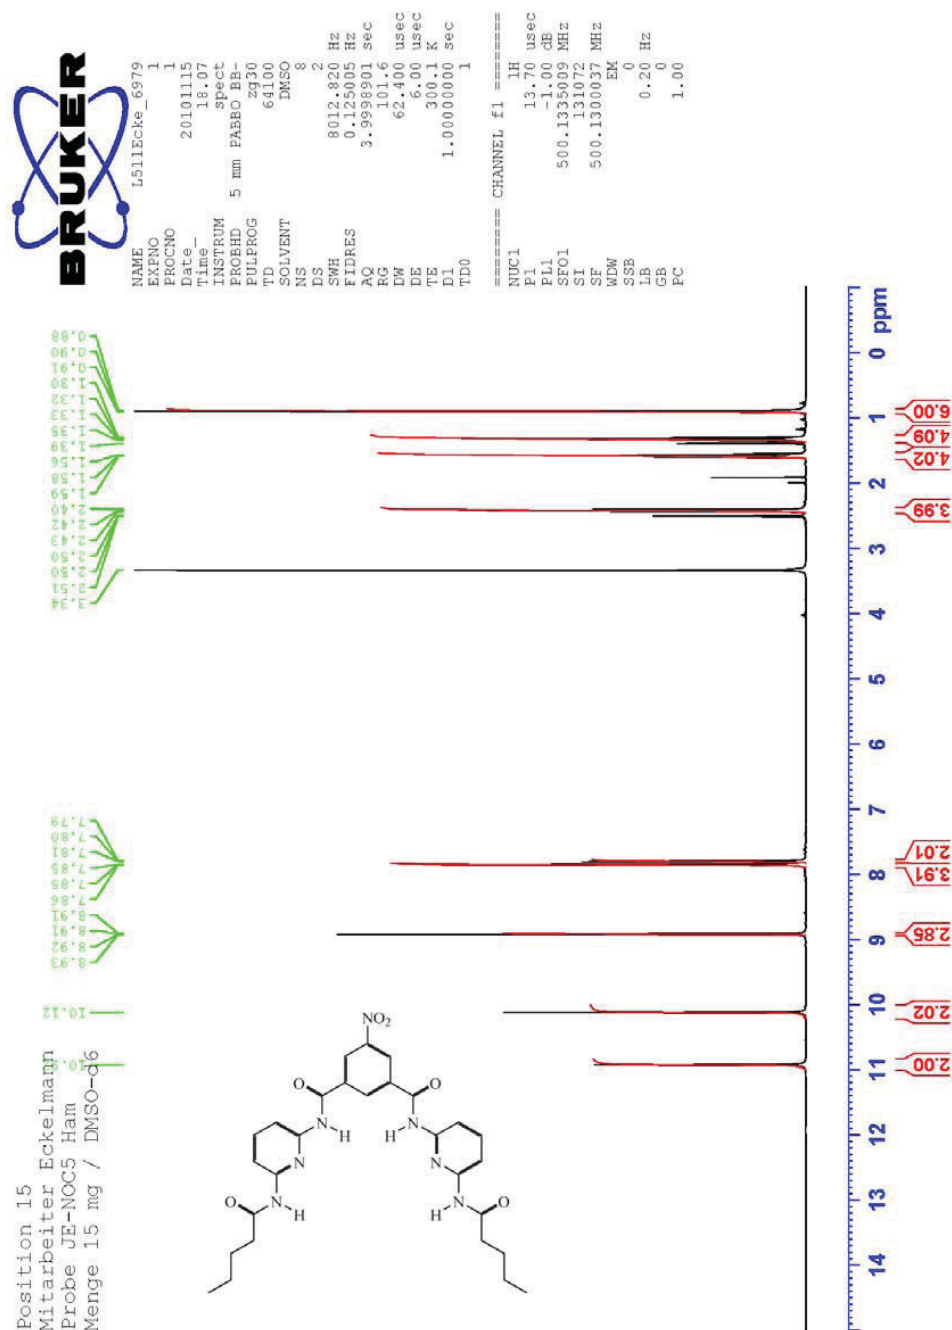 Position 15
Mitarbeiter Eckelmann
Probe JE-NOC5 Ham
Menge 15 mg / DMSO-d6
10.12
8.93
8.92
8.91
8.91
7.86
7.85
7.85
7.81
7.80
7.79
3.34
2.51
2.50
2.50
2.43
2.42
2.40
1.59
1.58
1.56
1.39
1.35
1.33
1.32
1.30
0.91
0.90
0.88
BRUKER
NAME L511Ecke_6979
EXPNO 1
PROCNO 1
Date_ 20101115
Time 18.07
INSTRUM spect
PROBHD 5 mm PABBO BB-
PULPROG zg30
TD 64100
SOLVENT DMSO
NS 8
DS 2
SWH 8012.820 Hz
FIDRES 0.125005 Hz
AQ 3.9998901 sec
RG 101.6
DW 62.400 usec
DE 6.00 usec
TE 300.1 K
D1 1.00000000 sec
TD0 1
======== CHANNEL f1 ========
NUC1 1H
P1 13.70 usec
PL1 -1.00 dB
SFO1 500.1335009 MHz
SI 131072
SF 500.1300037 MHz
WDW EM
SSB 0
LB 0.20 Hz
GB 0
PC 1.00
NO2
O
O
N
H
H
N
N
N
O
N
H
H
N
O
14 13 12 11 10 9 8 7 6 5 4 3 2 1 0 ppm
2.00
2.02
2.85
3.91
2.01
3.99
4.02
4.09
6.00